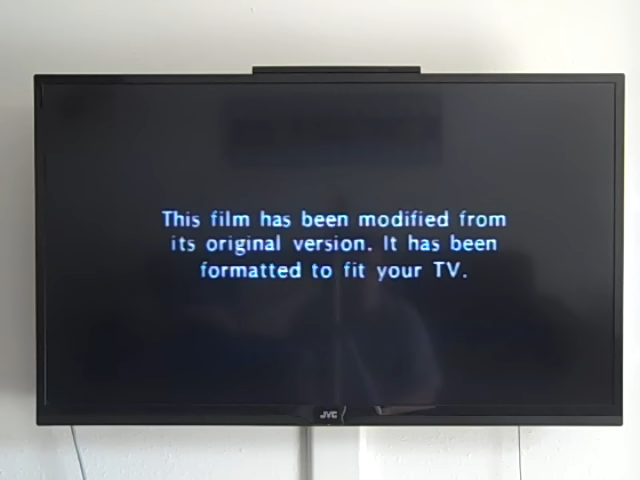 This film has been modified from
its original version. It has been
formatted to fit your TV.
JVC